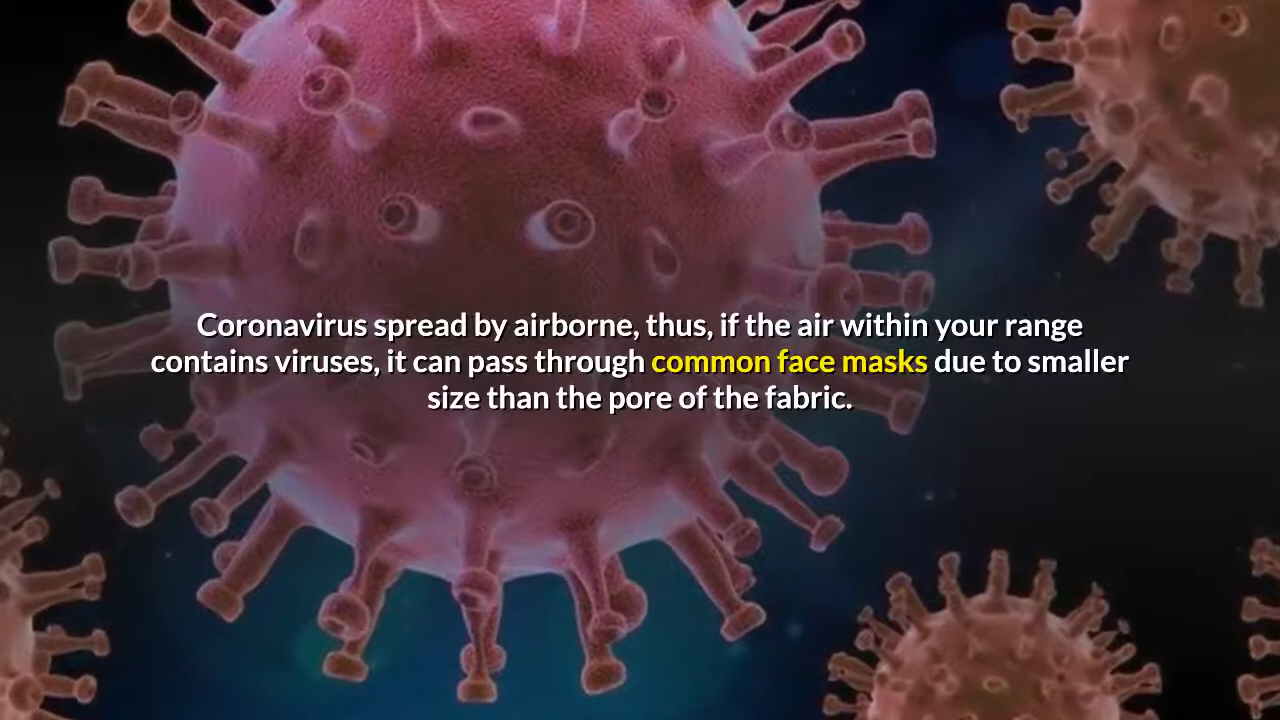 Coronavirus spread by airborne, thus, if the air within your range
contains viruses, it can pass through common face masks due to smaller
size than the pore of the fabric.